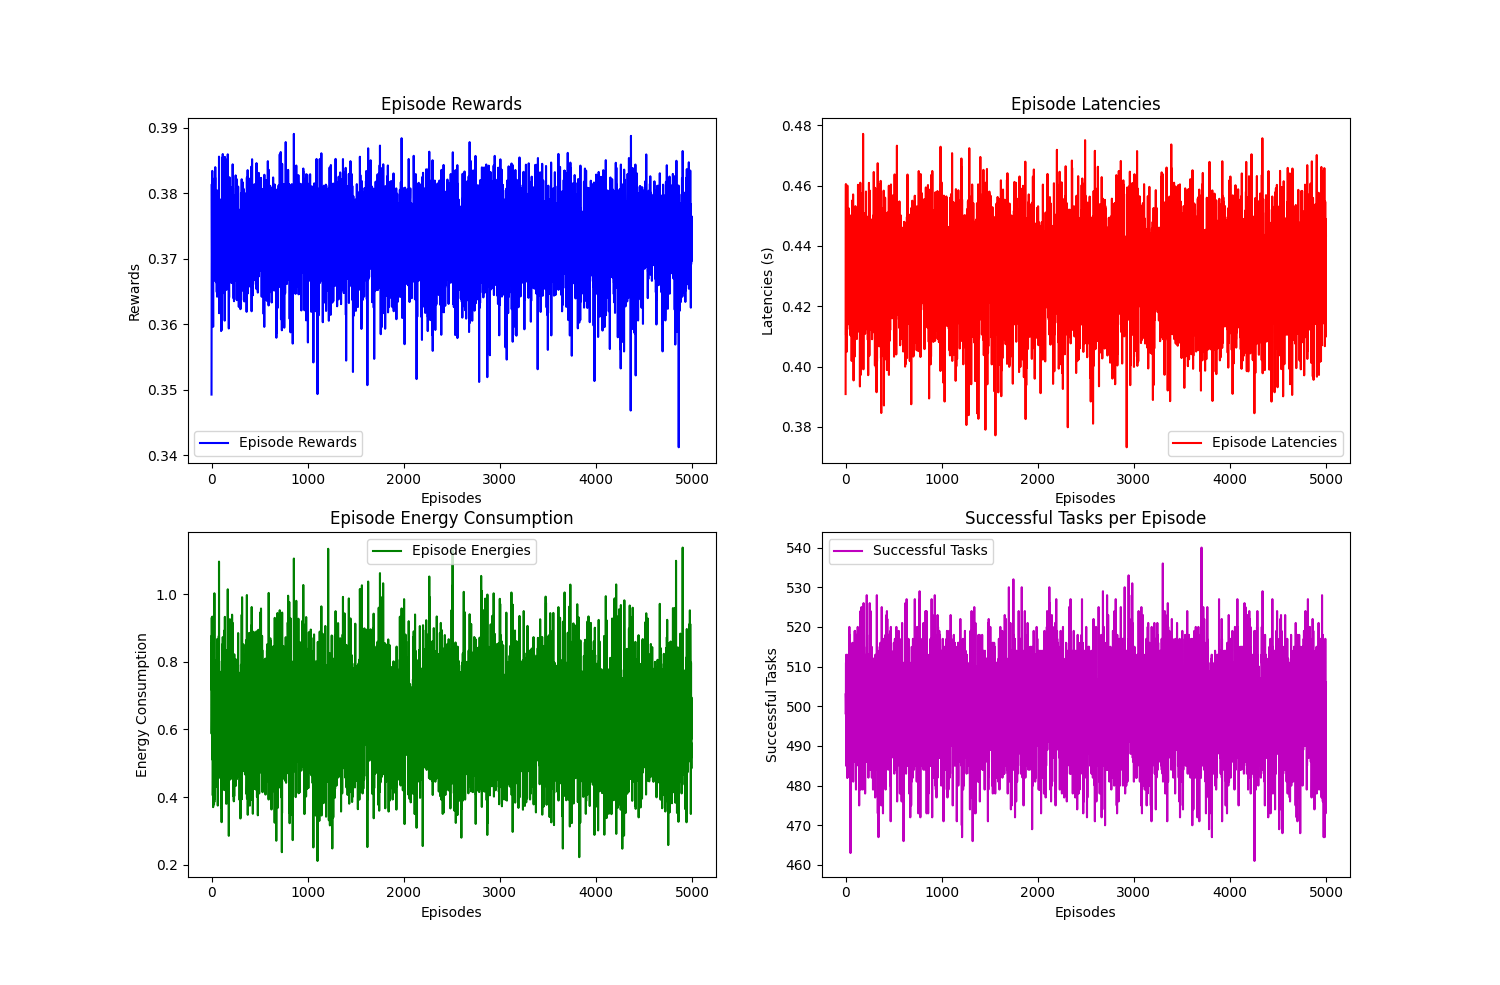 Episode Rewards
Rewards
0.39
0.38
0.37
0.36
0.35
0.34
Episode Rewards
0 1000 2000 3000 4000 5000
Episodes
Episode Latencies
Latencies (s)
0.48
0.46
0.44
0.42
0.40
0.38
Episode Latencies
0 1000 2000 3000 4000 5000
Episodes
Episode Energy Consumption
Energy Consumption
Episode Energies
1.0
0.8
0.6
0.4
0.2
0 1000 2000 3000 4000 5000
Episodes
Successful Tasks per Episode
Successful Tasks
Successful Tasks
540
530
520
510
500
490
480
470
460
0 1000 2000 3000 4000 5000
Episodes